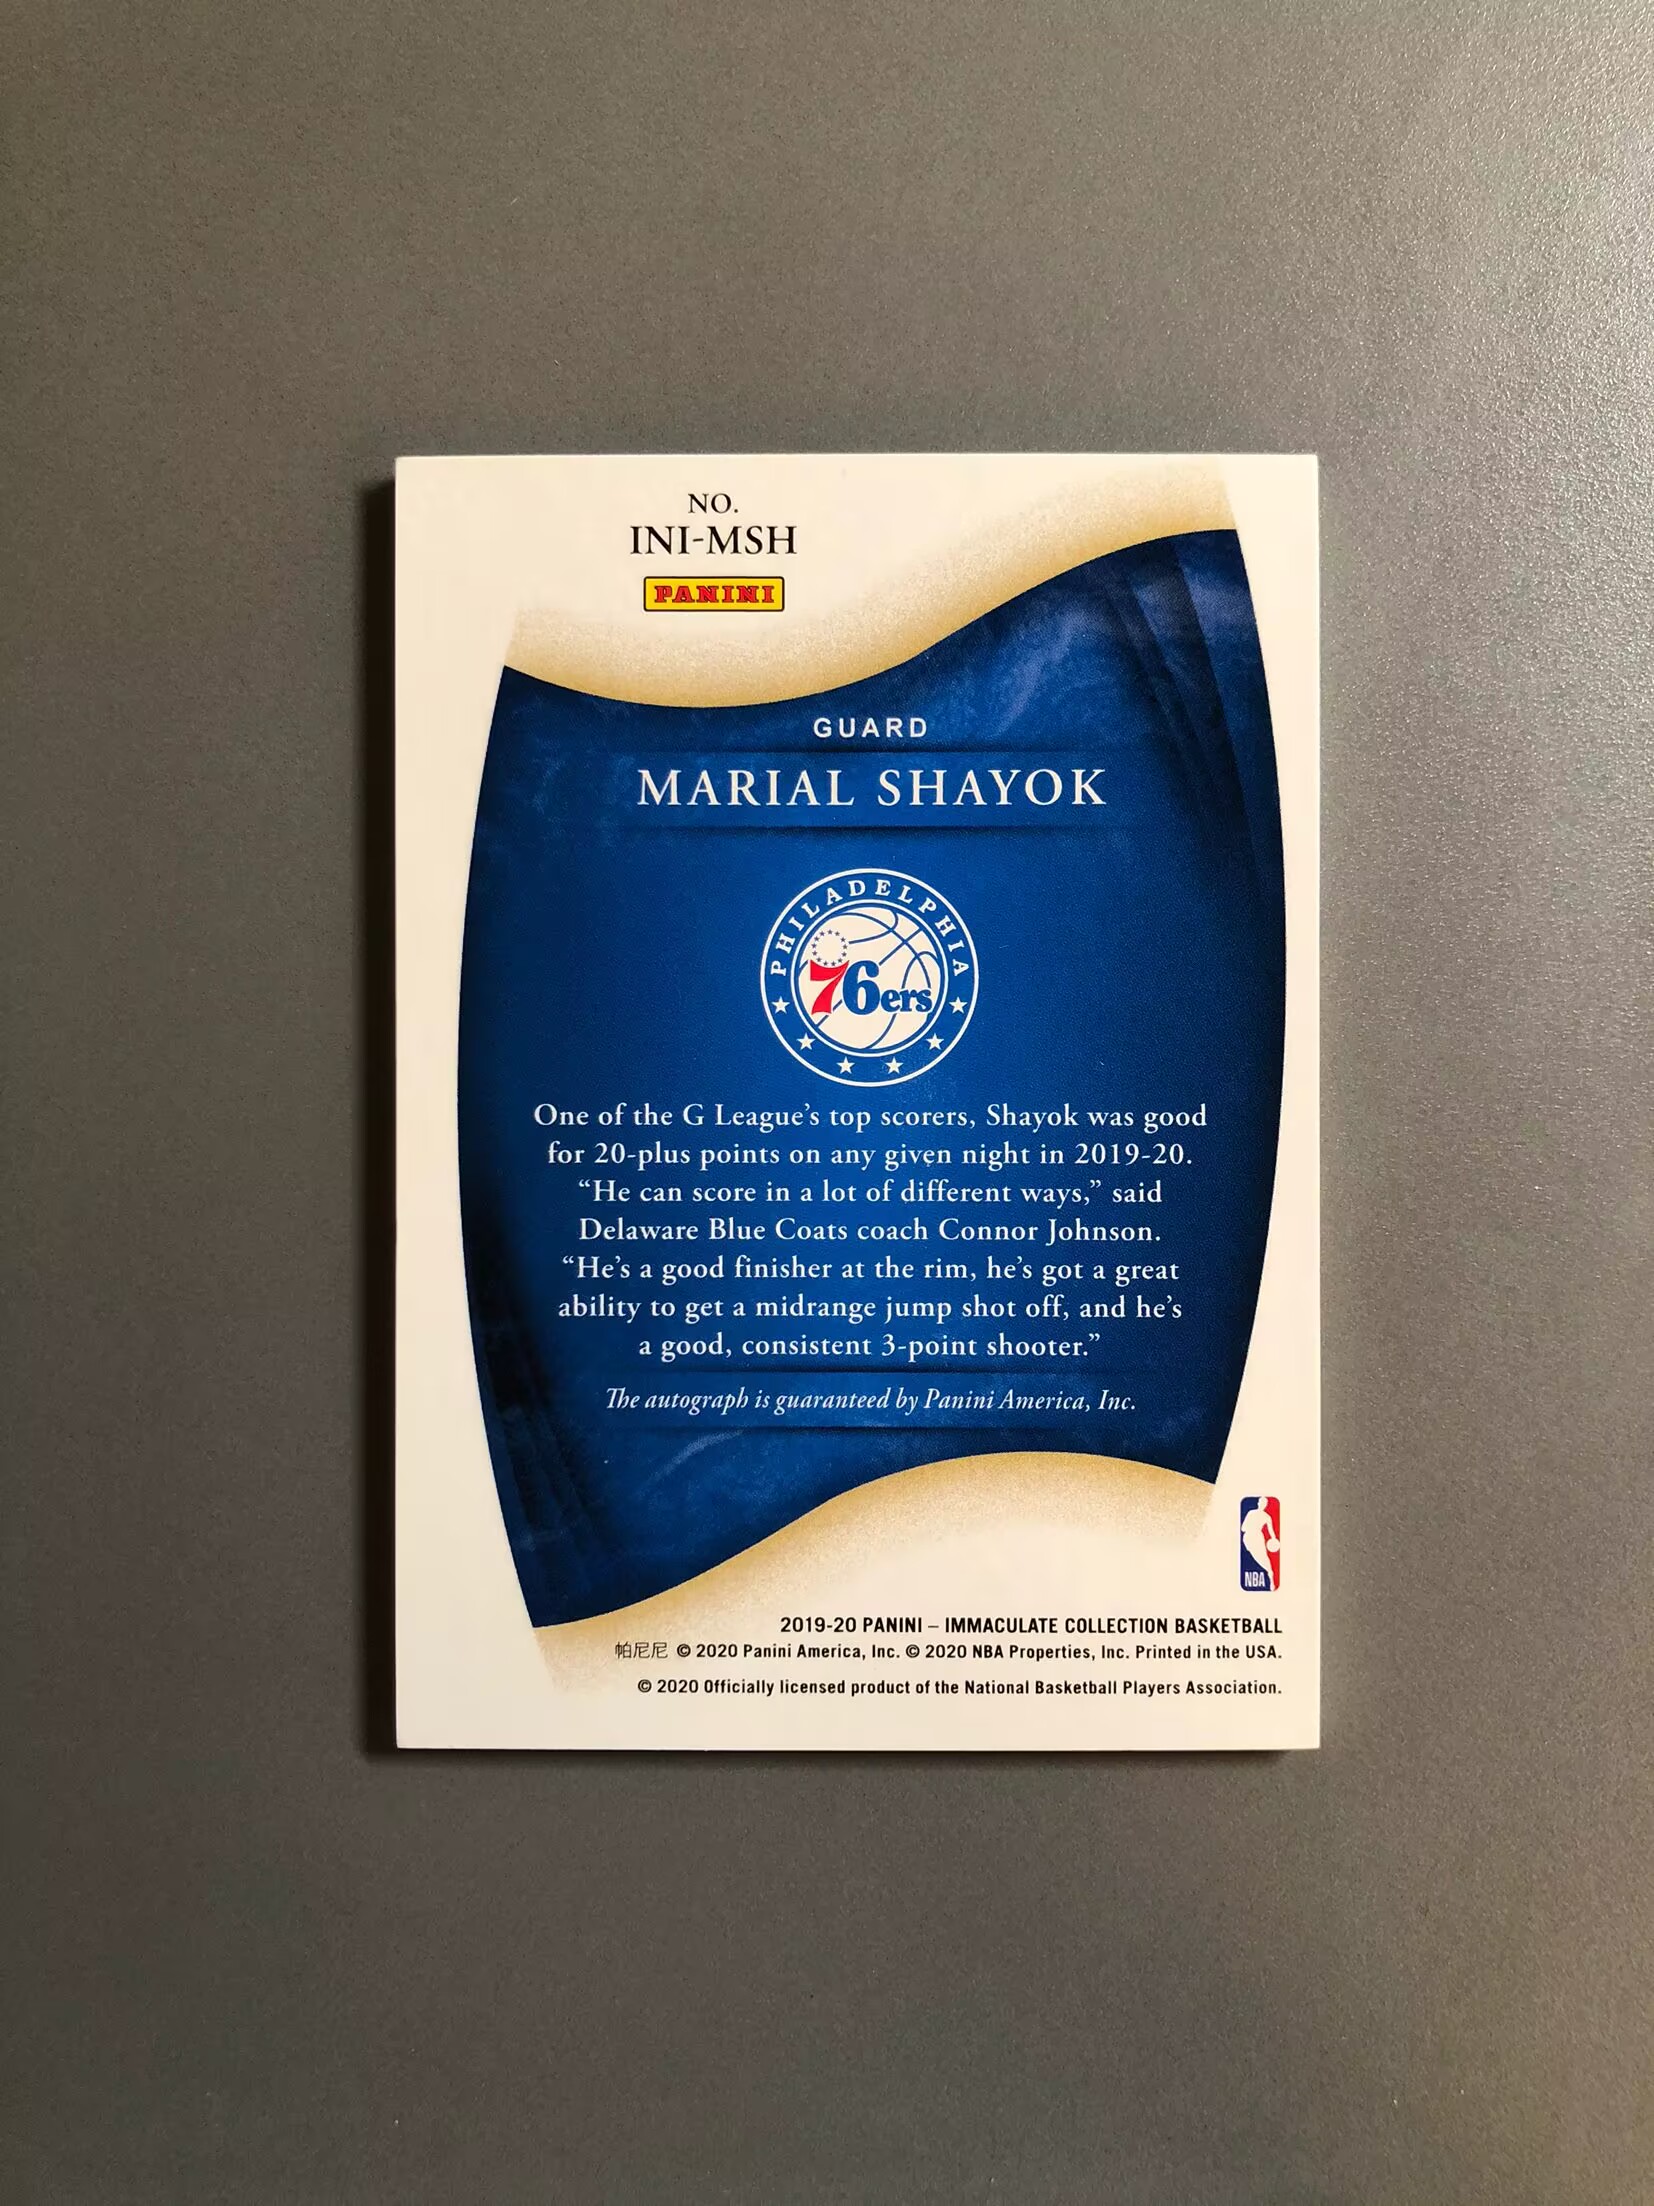 NO.
INI-MSH
PANINI
GUARD
MARIAL SHAYOK
PHILADELPHIA
76ers
One of the G League’s top scorers, Shayok was good
for 20-plus points on any given night in 2019-20.
“He can score in a lot of different ways,” said
Delaware Blue Coats coach Connor Johnson.
“He’s a good finisher at the rim, he’s got a great
ability to get a midrange jump shot off, and he’s
a good, consistent 3-point shooter.”
The autograph is guaranteed by Panini America, Inc.
NBA
2019-20 PANINI – IMMACULATE COLLECTION BASKETBALL
帕尼尼 © 2020 Panini America, Inc. © 2020 NBA Properties, Inc. Printed in the USA.
© 2020 Officially licensed product of the National Basketball Players Association.